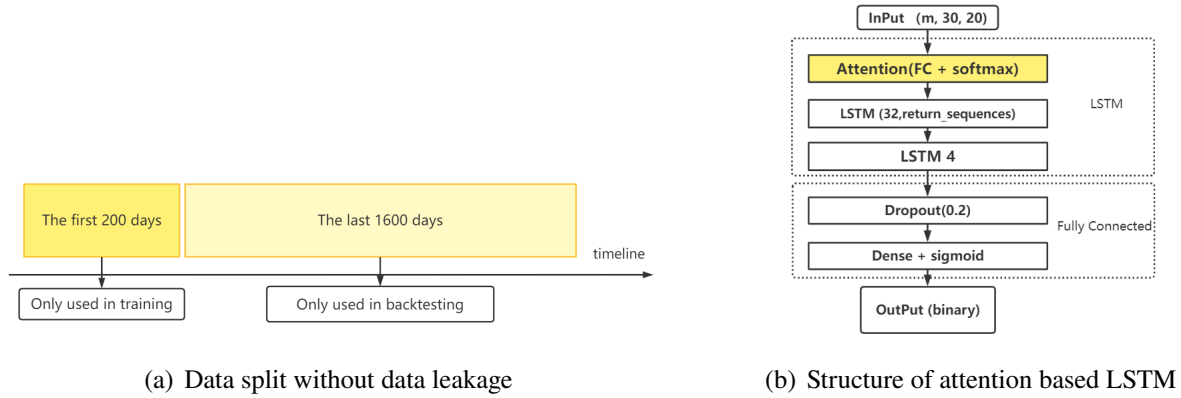 The first 200 days
The last 1600 days
timeline
Only used in training
Only used in backtesting
(a) Data split without data leakage
InPut (m, 30, 20)
Attention(FC + softmax)
LSTM (32,return_sequences)
LSTM
LSTM 4
Dropout(0.2)
Fully Connected
Dense + sigmoid
OutPut (binary)
(b) Structure of attention based LSTM